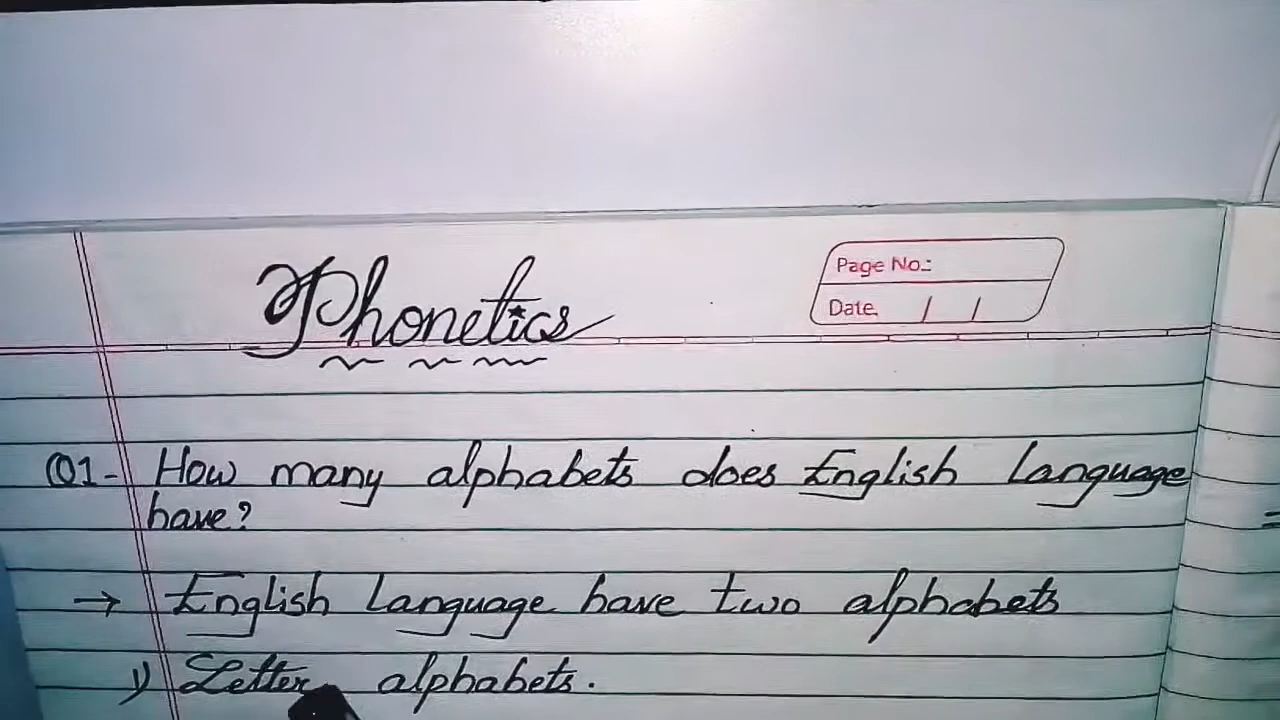 Phonetics
Page No.:
Date. / /
Q1- How many alphabets does English Language
have?
→ English Language have two alphabets
1) Letter alphabets.